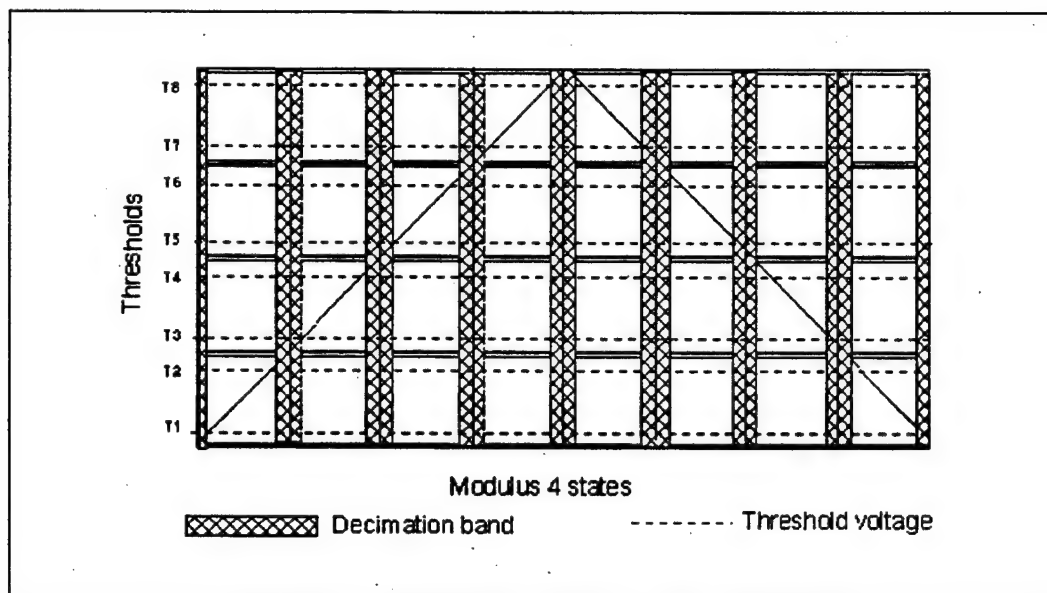 T8
T7
T6
T5
T4
T3
T2
T1
Thresholds
Modulus 4 states
Decimation band
Threshold voltage